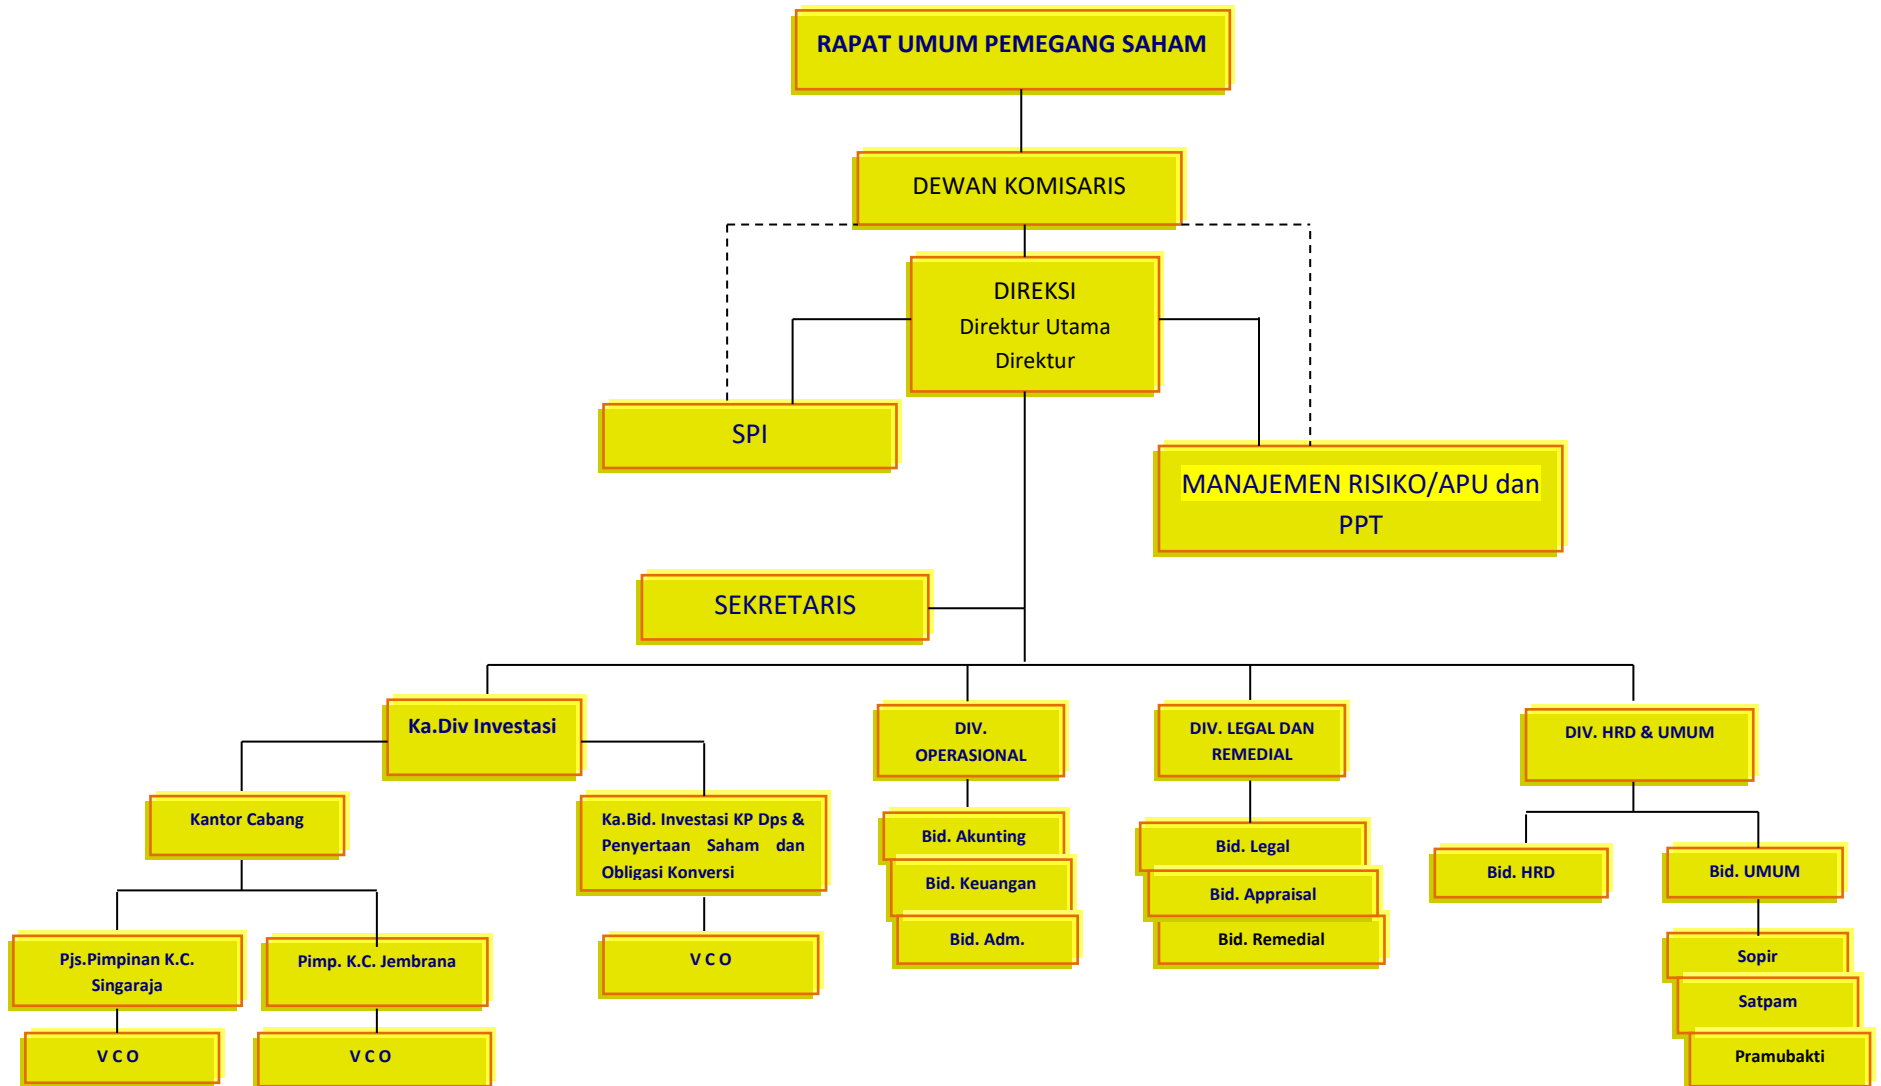 RAPAT UMUM PEMEGANG SAHAM
DEWAN KOMISARIS
DIREKSI
Direktur Utama
Direktur
SPI
MANAJEMEN RISIKO/APU dan
PPT
SEKRETARIS
Ka.Div Investasi
DIV.
OPERASIONAL
DIV. LEGAL DAN
REMEDIAL
DIV. HRD & UMUM
Kantor Cabang
Ka.Bid. Investasi KP Dps &
Penyertaan Saham dan
Obligasi Konversi
Bid. Akunting
Bid. Keuangan
Bid. Adm.
Bid. Legal
Bid. Appraisal
Bid. Remedial
Bid. HRD
Bid. UMUM
Pjs.Pimpinan K.C.
Singaraja
Pimp. K.C. Jembrana
V C O
Sopir
Satpam
Pramubakti
V C O
V C O